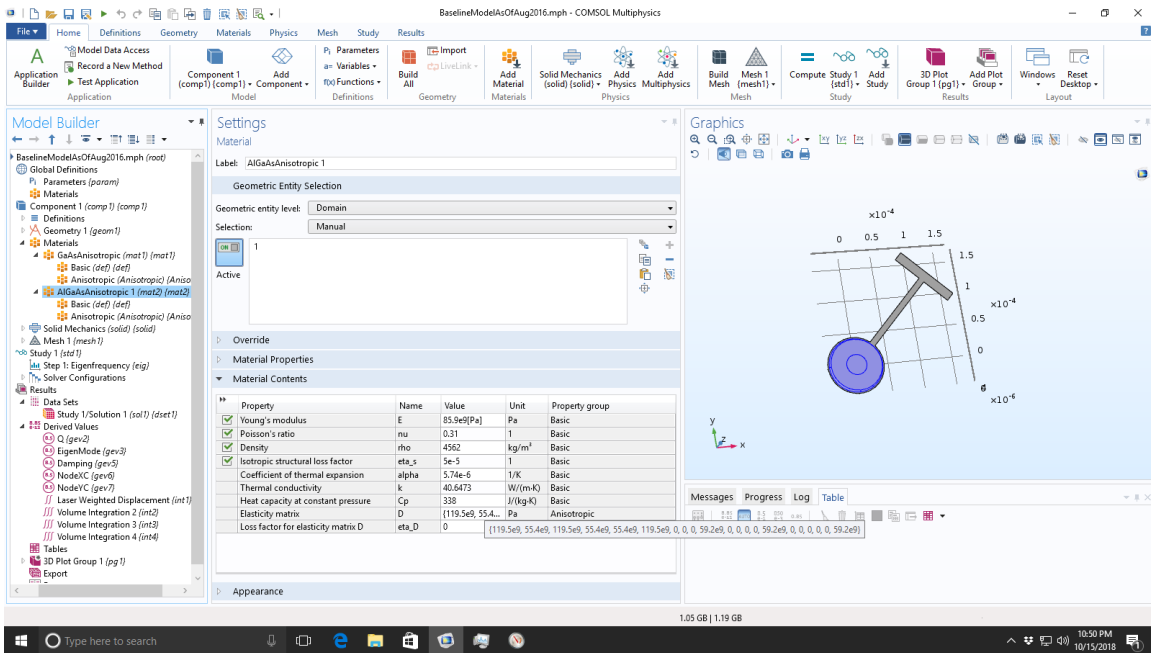 BaselineModelAsOfAug2016.mph - COMSOL Multiphysics
File Home Definitions Geometry Materials Physics Mesh Study Results
Application Builder
Model Data Access
Record a New Method
Test Application
Application
Component 1 (comp1) {comp1}
Add Component
Model
Pi Parameters
a= Variables
f(x) Functions
Definitions
Build All
Import
LiveLink
Geometry
Add Material
Materials
Solid Mechanics (solid) {solid}
Add Physics
Add Multiphysics
Physics
Build Mesh
Mesh 1 {mesh1}
Mesh
Compute
Study 1 {std1}
Add Study
Study
3D Plot Group 1 {pg1}
Add Plot Group
Results
Windows
Reset Desktop
Layout
Model Builder
BaselineModelAsOfAug2016.mph (root)
Global Definitions
Pi Parameters {param}
Materials
Component 1 (comp1) {comp1}
Definitions
Geometry 1 {geom1}
Materials
GaAsAnisotropic (mat1) {mat1}
Basic (def) {def}
Anisotropic (Anisotropic) {Aniso
AlGaAsAnisotropic 1 (mat2) {mat2}
Basic (def) {def}
Anisotropic (Anisotropic) {Aniso
Solid Mechanics (solid) {solid}
Mesh 1 {mesh1}
Study 1 {std1}
Step 1: Eigenfrequency {eig}
Solver Configurations
Results
Data Sets
Study 1/Solution 1 (sol1) {dset1}
Derived Values
Q {gev2}
EigenMode {gev3}
Damping {gev5}
NodeXC {gev6}
NodeYC {gev7}
Laser Weighted Displacement {int1}
Volume Integration 2 {int2}
Volume Integration 3 {int3}
Volume Integration 4 {int4}
Tables
3D Plot Group 1 {pg1}
Export
Settings
Material
Label: AlGaAsAnisotropic 1
Geometric Entity Selection
Geometric entity level: Domain
Selection: Manual
ON
1
Active
Override
Material Properties
Material Contents
Property Name Value Unit Property group
Young's modulus E 85.9e9[Pa] Pa Basic
Poisson's ratio nu 0.31 1 Basic
Density rho 4562 kg/m³ Basic
Isotropic structural loss factor eta_s 5e-5 1 Basic
Coefficient of thermal expansion alpha 5.74e-6 1/K Basic
Thermal conductivity k 40.6473 W/(m·K) Basic
Heat capacity at constant pressure Cp 338 J/(kg·K) Basic
Elasticity matrix D {119.5e9, 55.4... Pa Anisotropic
Loss factor for elasticity matrix D eta_D 0
{119.5e9, 55.4e9, 119.5e9, 55.4e9, 55.4e9, 119.5e9, 0, 0, 0, 59.2e9, 0, 0, 0, 0, 59.2e9, 0, 0, 0, 0, 0, 59.2e9}
Appearance
Graphics
×10⁻⁴
0 0.5 1 1.5
1.5
1
×10⁻⁴
0.5
0
×10⁻⁶
y
z
x
Messages Progress Log Table
1.05 GB | 1.19 GB
Type here to search
10:50 PM
10/15/2018